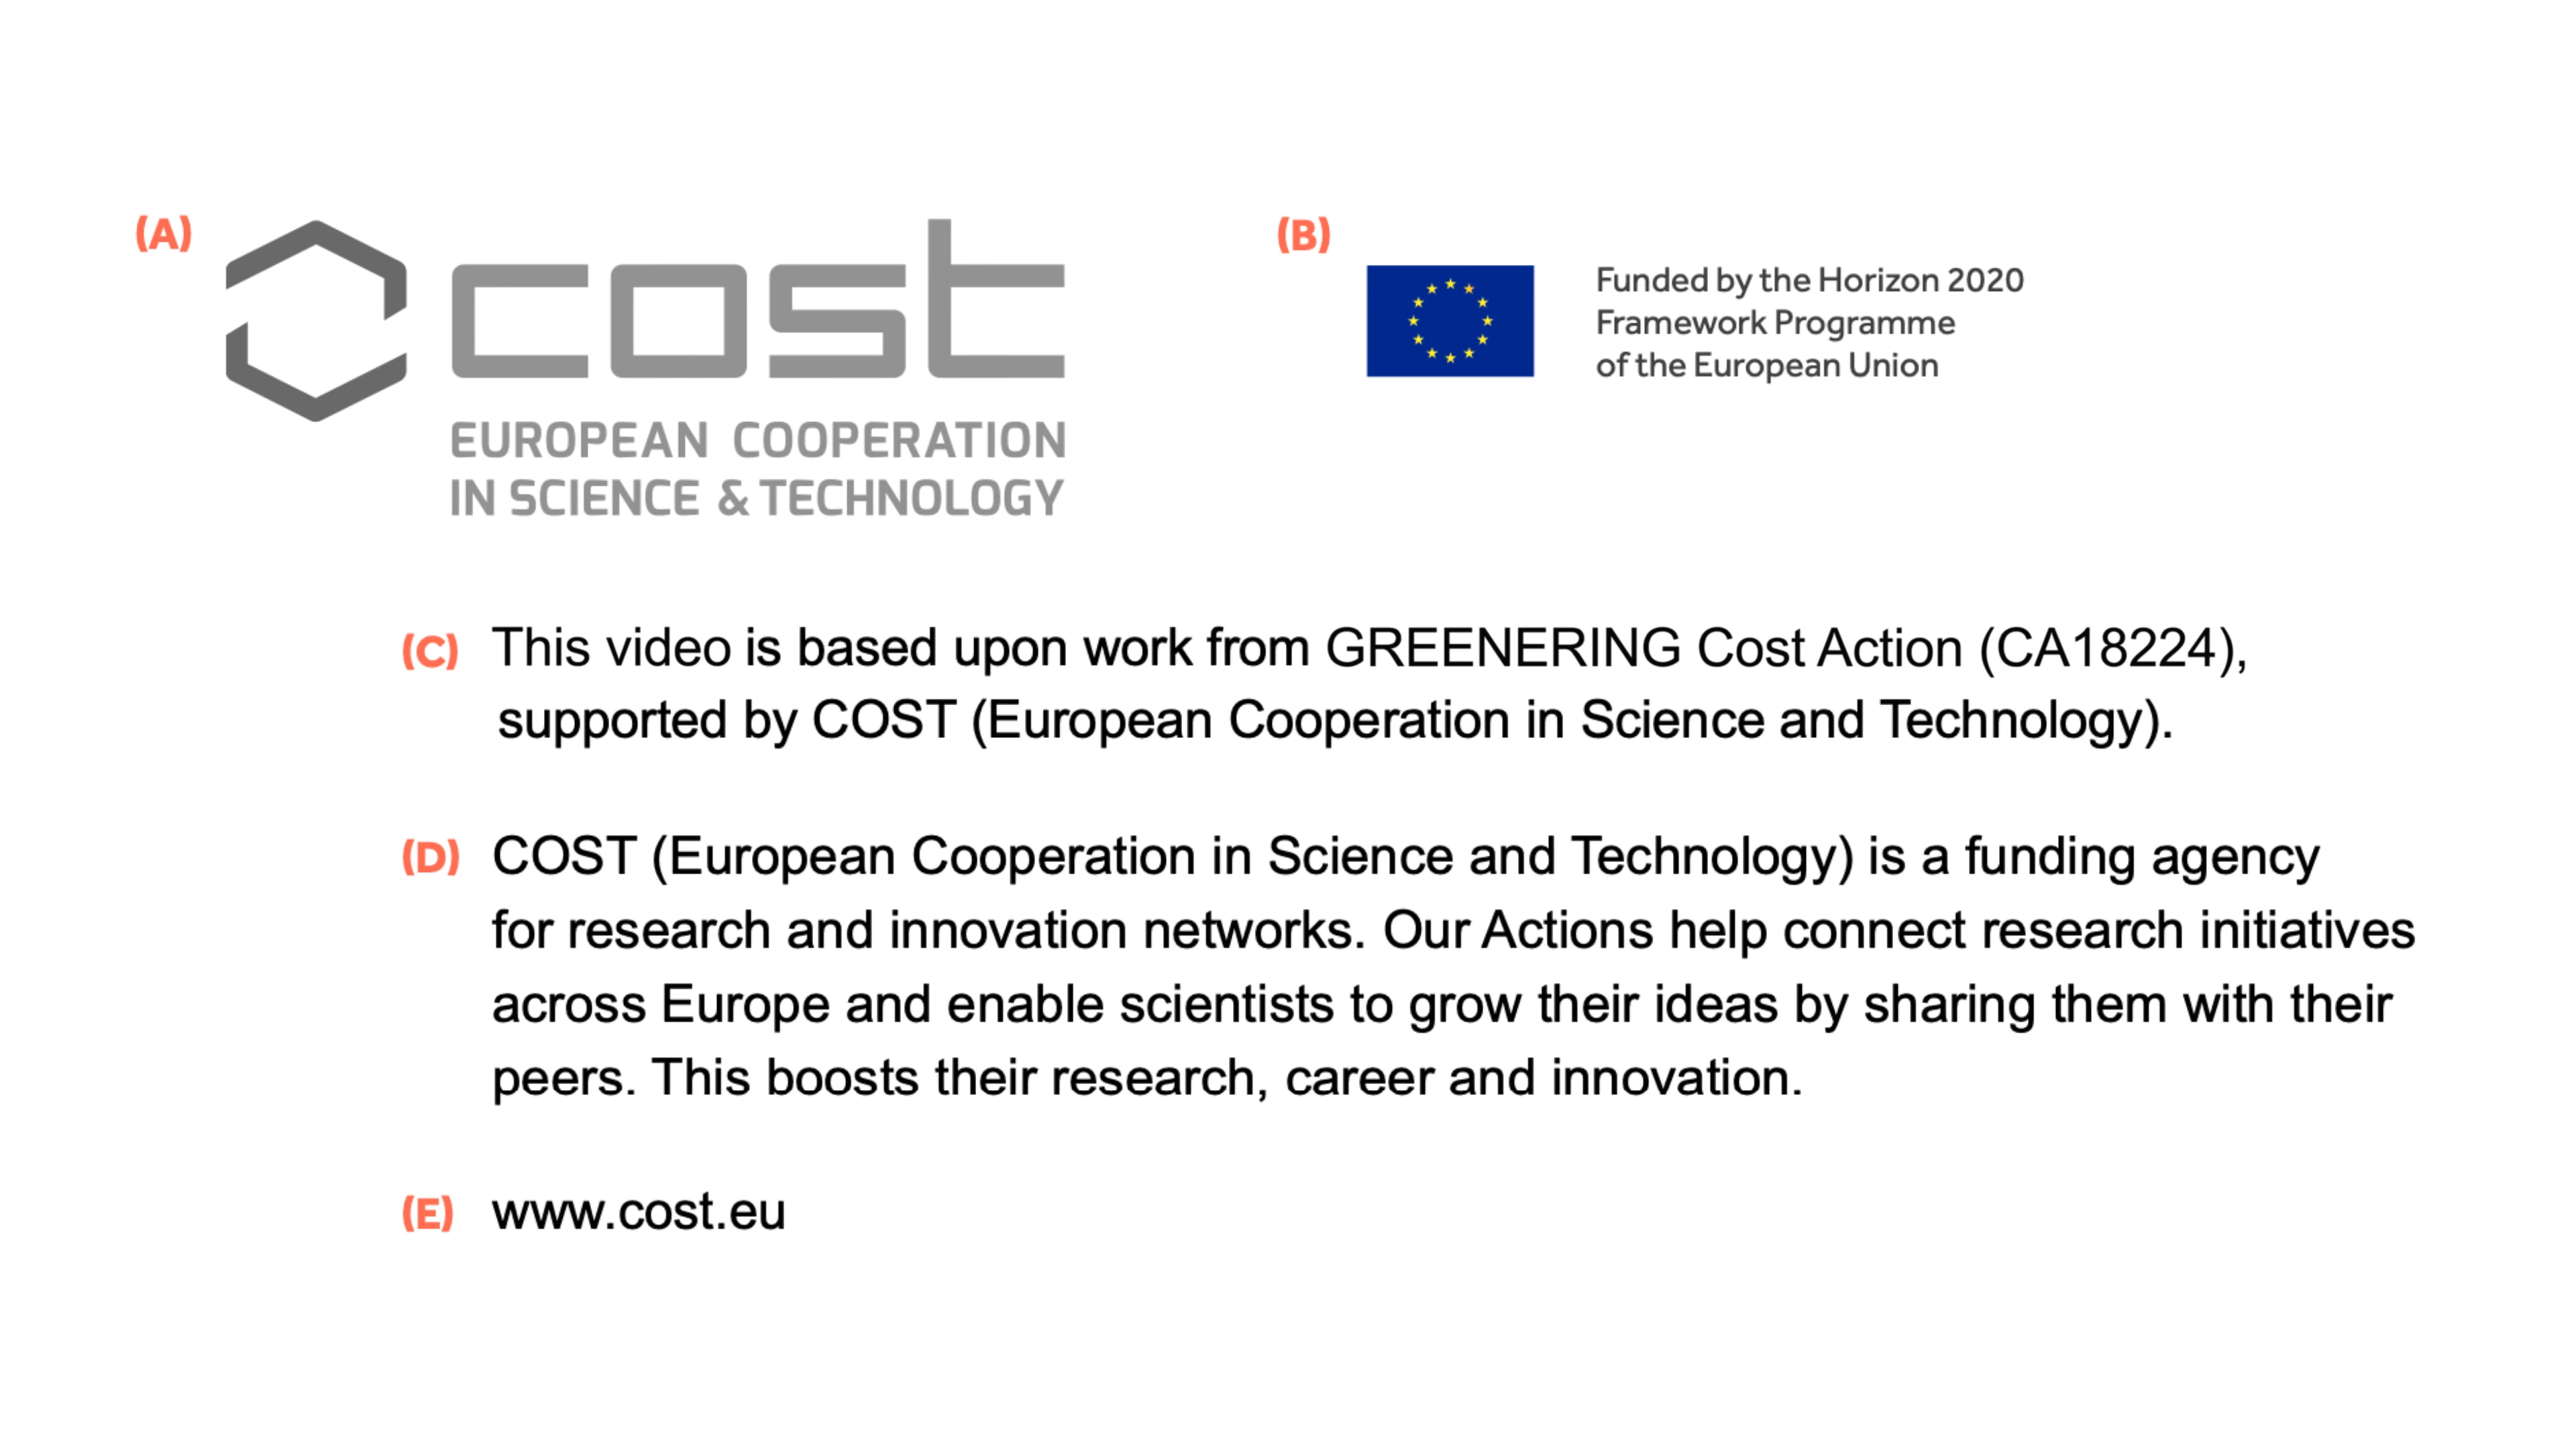 (A)
cost
EUROPEAN COOPERATION
IN SCIENCE & TECHNOLOGY
(B)
Funded by the Horizon 2020
Framework Programme
of the European Union
(C) This video is based upon work from GREENERING Cost Action (CA18224),
supported by COST (European Cooperation in Science and Technology).
(D) COST (European Cooperation in Science and Technology) is a funding agency
for research and innovation networks. Our Actions help connect research initiatives
across Europe and enable scientists to grow their ideas by sharing them with their
peers. This boosts their research, career and innovation.
(E) www.cost.eu